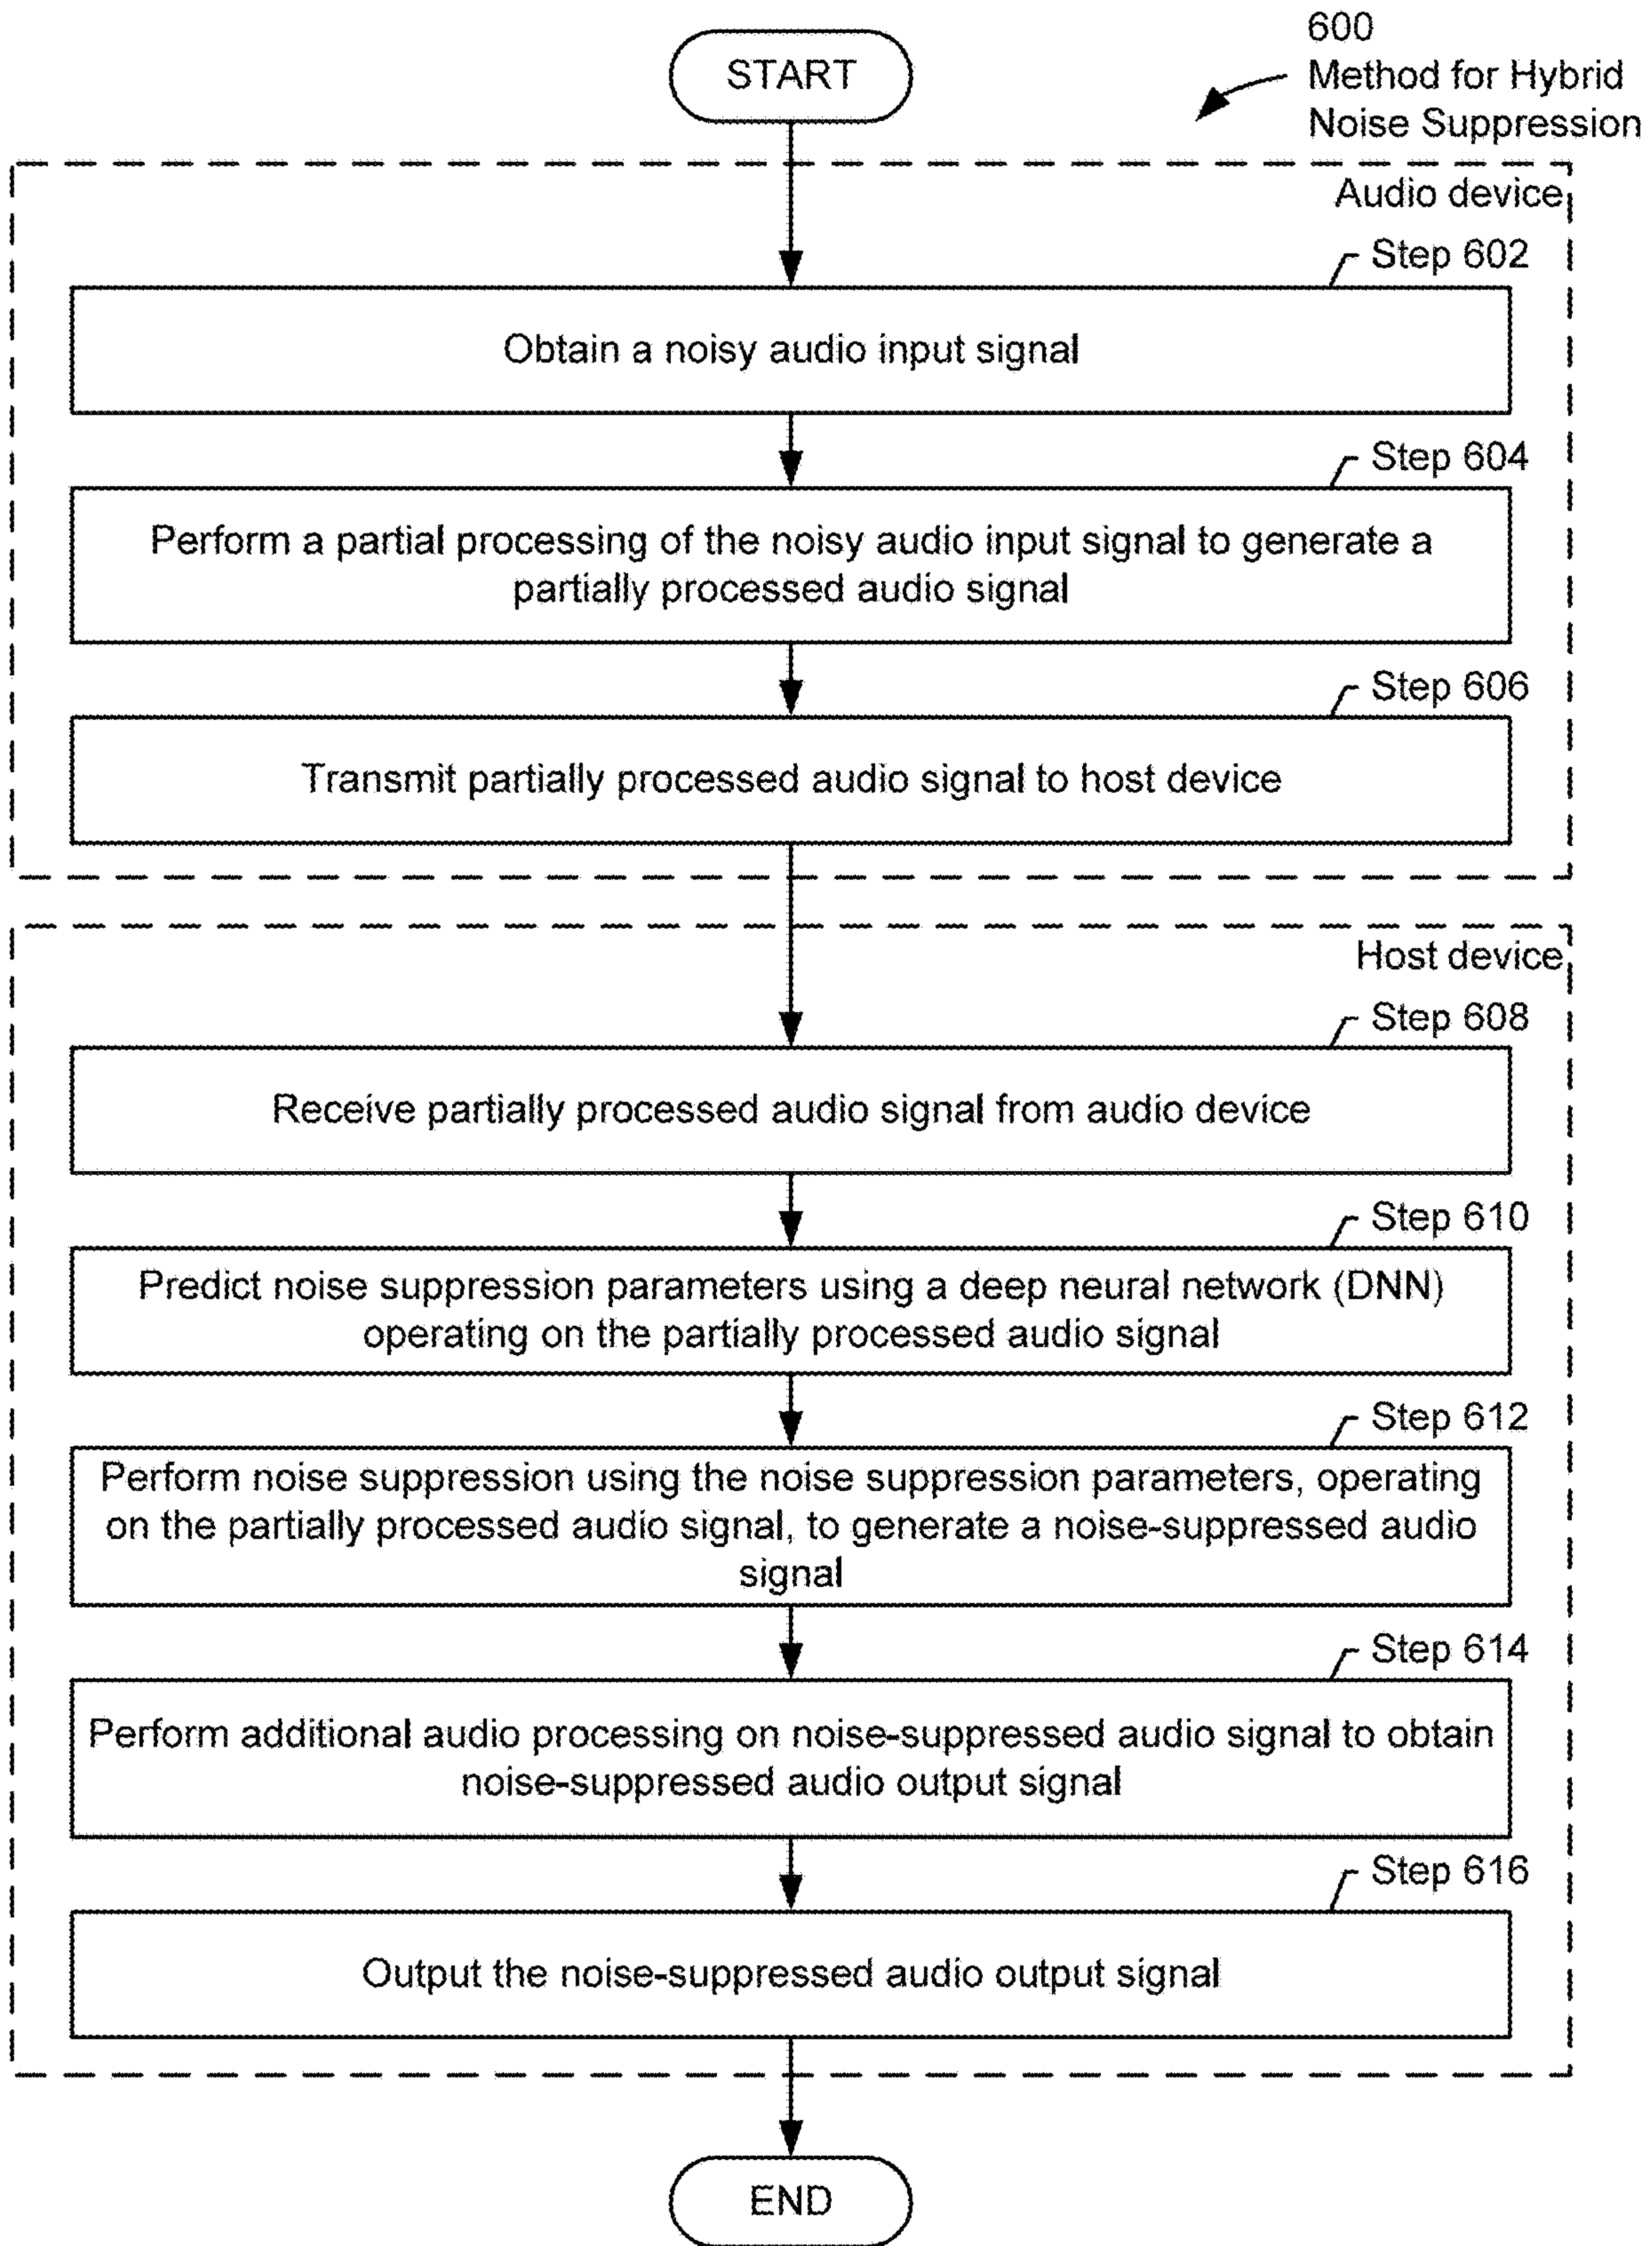 600
Method for Hybrid
Noise Suppression
START
Audio device
Step 602
Obtain a noisy audio input signal
Step 604
Perform a partial processing of the noisy audio input signal to generate a
partially processed audio signal
Step 606
Transmit partially processed audio signal to host device
Host device
Step 608
Receive partially processed audio signal from audio device
Step 610
Predict noise suppression parameters using a deep neural network (DNN)
operating on the partially processed audio signal
Step 612
Perform noise suppression using the noise suppression parameters, operating
on the partially processed audio signal, to generate a noise-suppressed audio
signal
Step 614
Perform additional audio processing on noise-suppressed audio signal to obtain
noise-suppressed audio output signal
Step 616
Output the noise-suppressed audio output signal
END